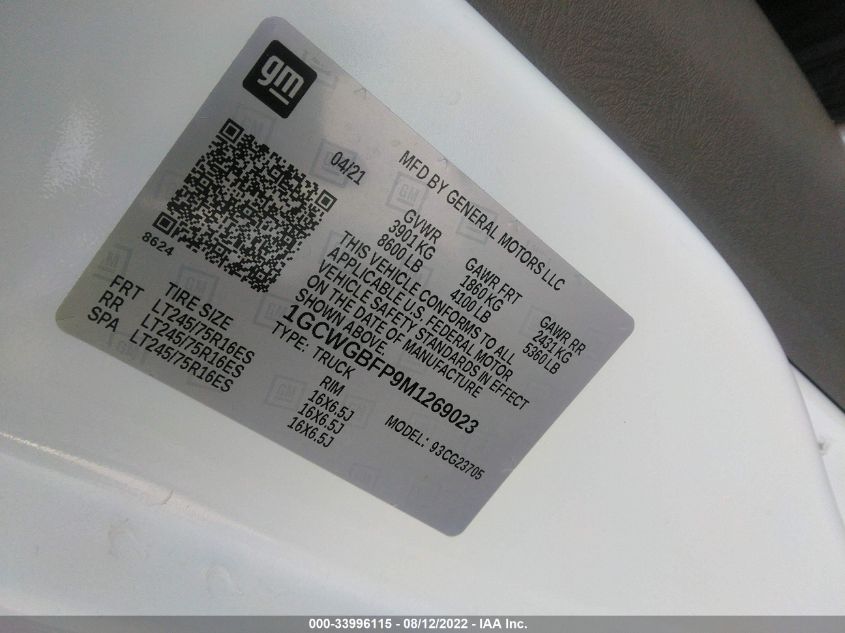 gm
04/21
MFD BY GENERAL MOTORS LLC
GVWR GAWR FRT GAWR RR
3901 KG 1860 KG 2431 KG
8600 LB 4100 LB 5360 LB
THIS VEHICLE CONFORMS TO ALL
APPLICABLE U.S. FEDERAL MOTOR
VEHICLE SAFETY STANDARDS IN EFFECT
ON THE DATE OF MANUFACTURE
SHOWN ABOVE.
1GCWGBFP9M1269023
TYPE: TRUCK MODEL: 93CG23705
8624
TIRE SIZE RIM
FRT LT245/75R16ES 16X6.5J
RR LT245/75R16ES 16X6.5J
SPA LT245/75R16ES 16X6.5J
000-33996115 - 08/12/2022 - IAA Inc.